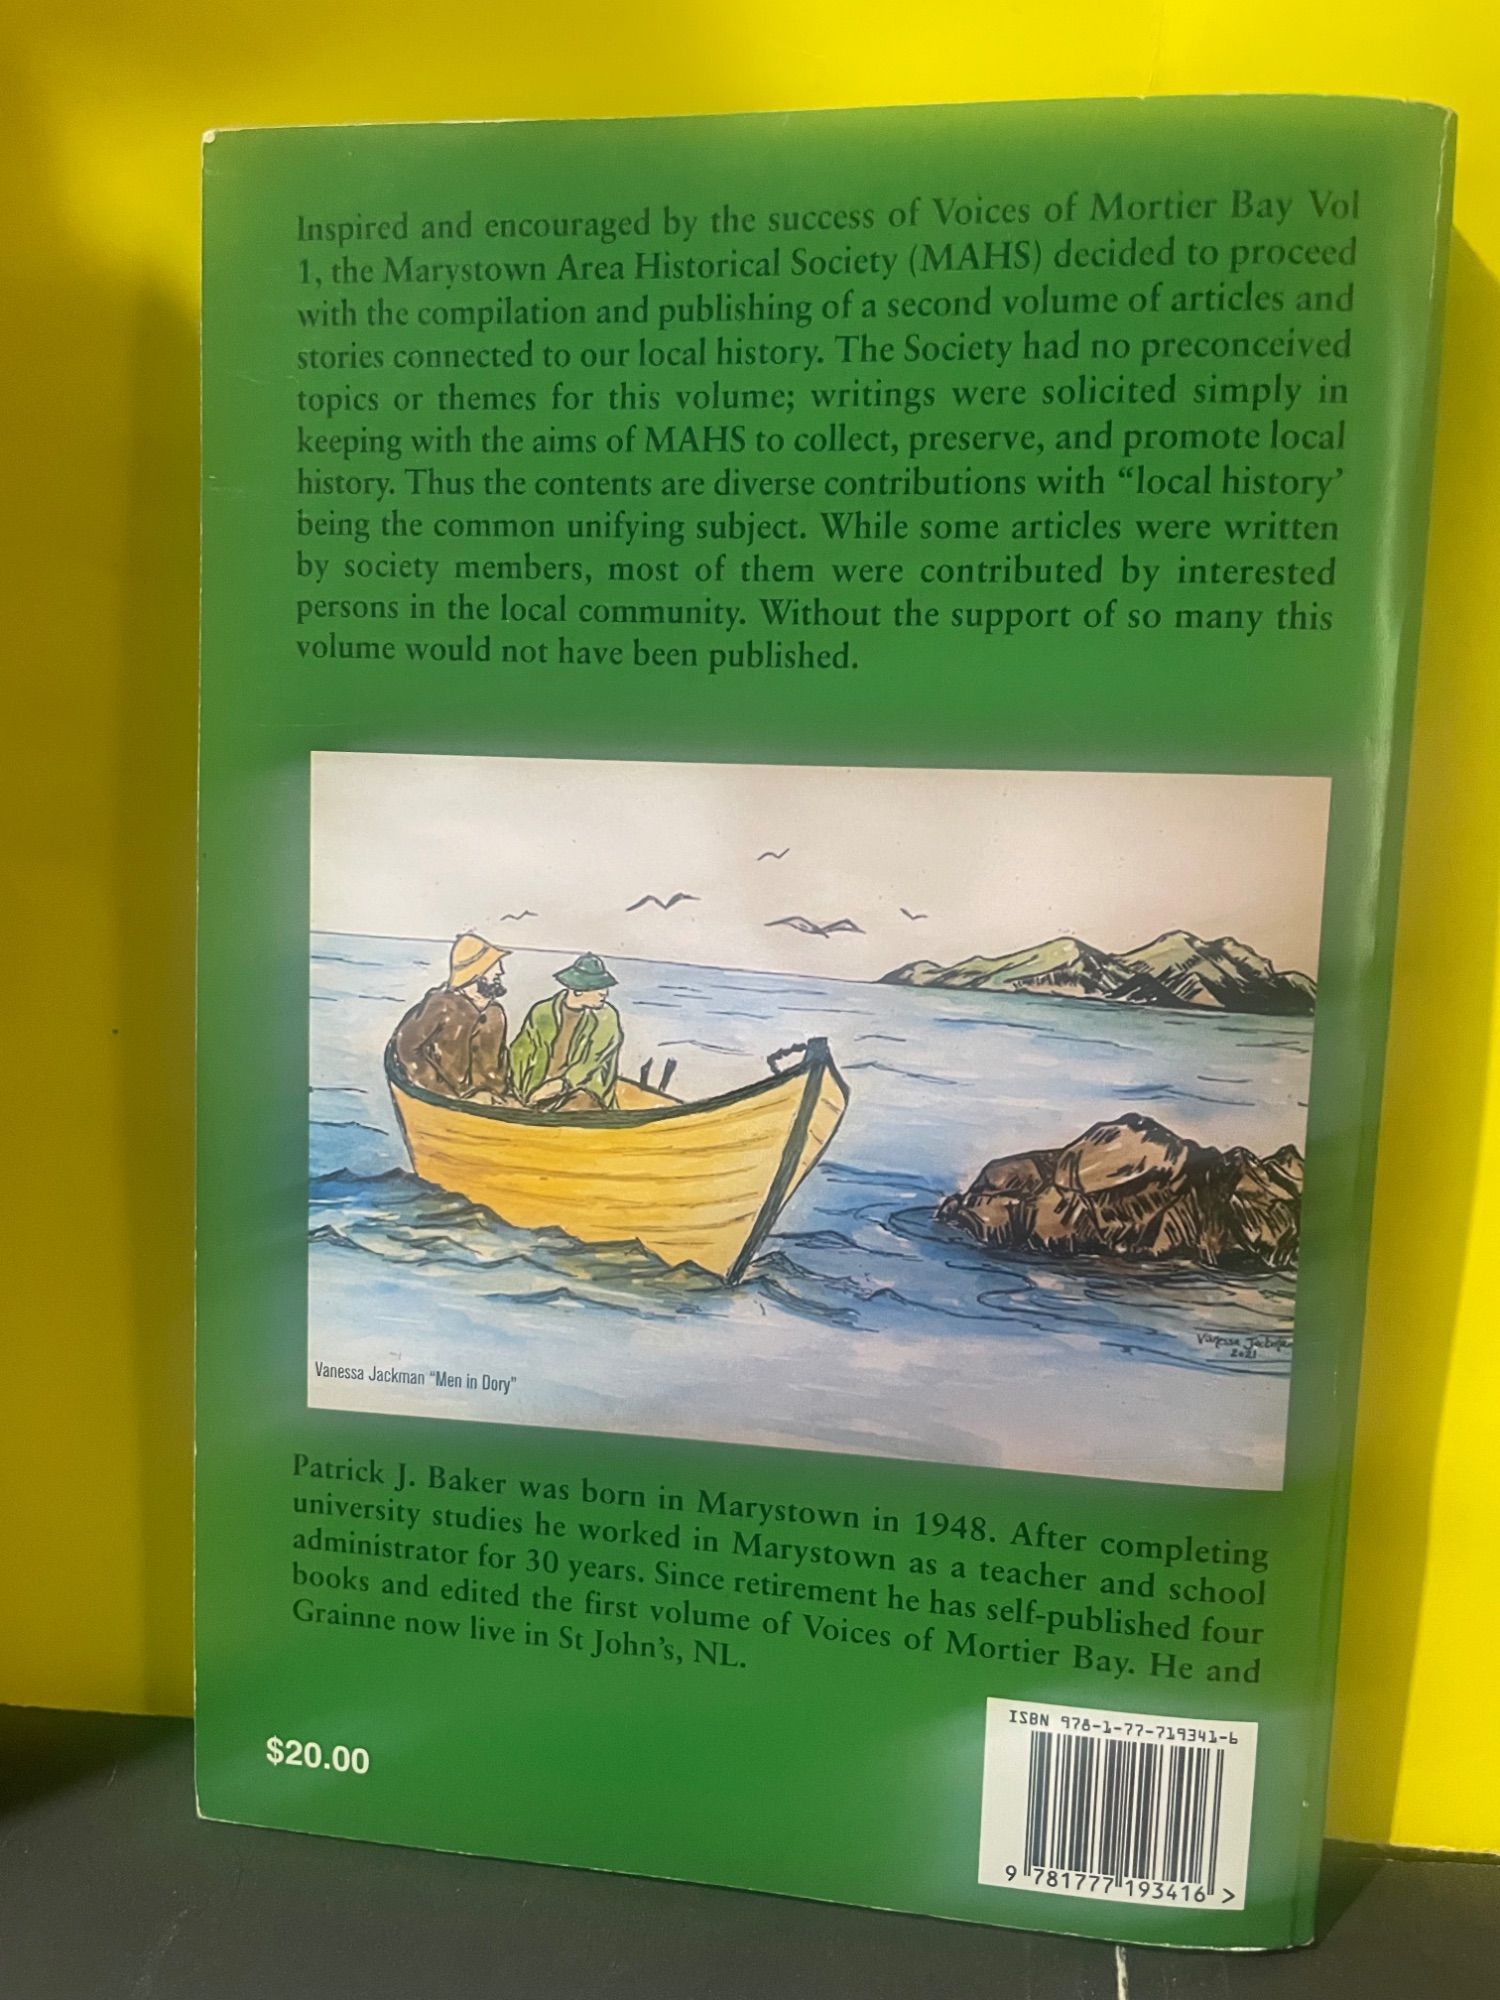 Inspired and encouraged by the success of Voices of Mortier Bay Vol
1, the Marystown Area Historical Society (MAHS) decided to proceed
with the compilation and publishing of a second volume of articles and
stories connected to our local history. The Society had no preconceived
topics or themes for this volume; writings were solicited simply in
keeping with the aims of MAHS to collect, preserve, and promote local
history. Thus the contents are diverse contributions with “local history’
being the common unifying subject. While some articles were written
by society members, most of them were contributed by interested
persons in the local community. Without the support of so many this
volume would not have been published.
Vanessa Jackman
2021
Vanessa Jackman “Men in Dory”
Patrick J. Baker was born in Marystown in 1948. After completing
university studies he worked in Marystown as a teacher and school
administrator for 30 years. Since retirement he has self-published four
books and edited the first volume of Voices of Mortier Bay. He and
Grainne now live in St John’s, NL.
$20.00
ISBN 978-1-77-719341-6
9 781777 193416 >